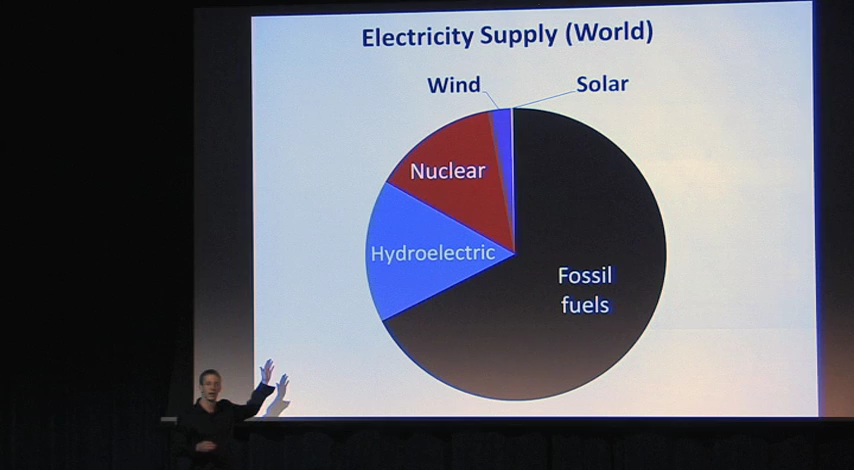 Electricity Supply (World)
Wind
Solar
Nuclear
Hydroelectric
Fossil
fuels